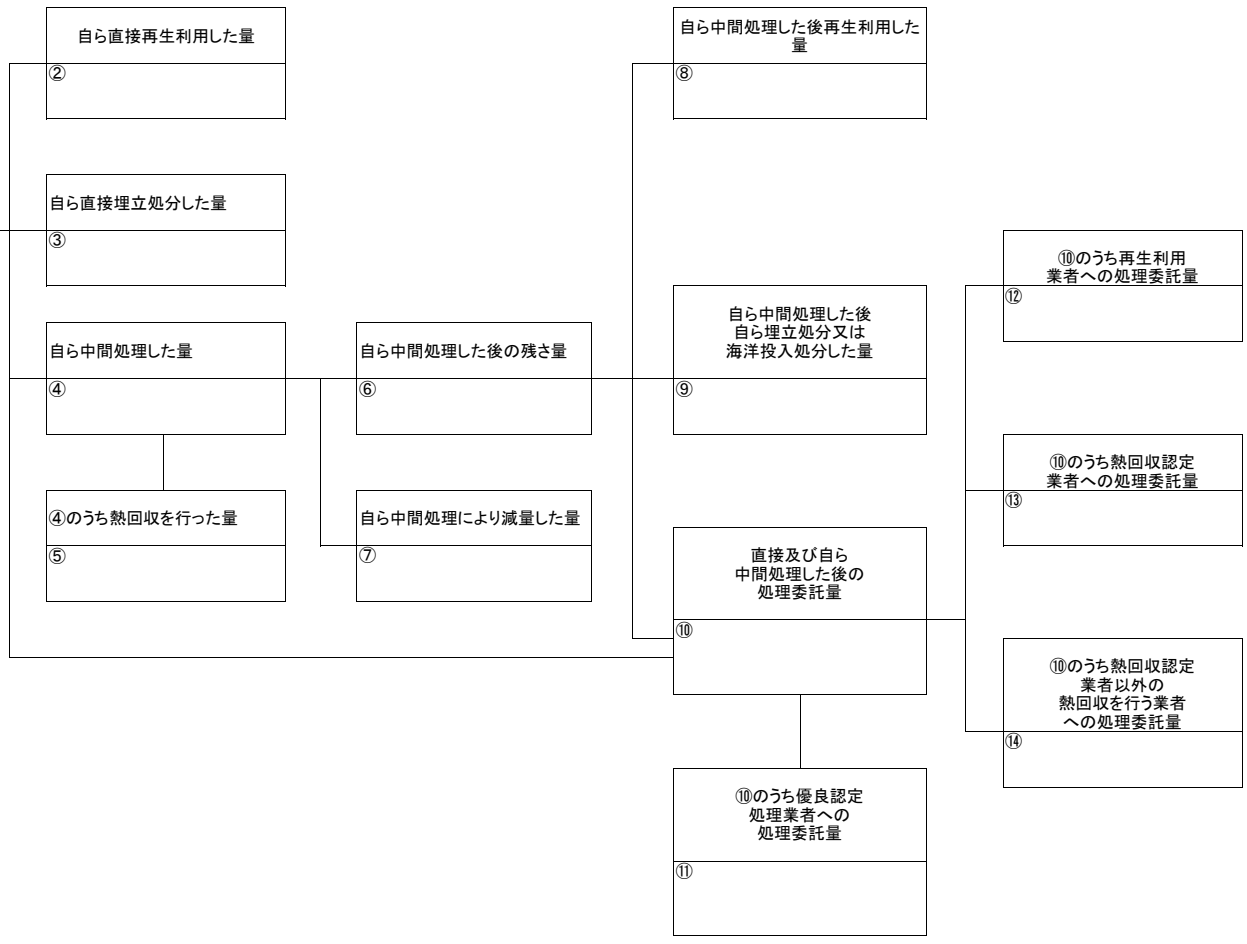 自ら直接再生利用した量
②
自ら直接埋立処分した量
③
自ら中間処理した量
④
④のうち熱回収を行った量
⑤
自ら中間処理した後の残さ量
⑥
自ら中間処理により減量した量
⑦
自ら中間処理した後再生利用した
量
⑧
自ら中間処理した後
自ら埋立処分又は
海洋投入処分した量
⑨
直接及び自ら
中間処理した後の
処理委託量
⑩
⑩のうち優良認定
処理業者への
処理委託量
⑪
⑩のうち再生利用
業者への処理委託量
⑫
⑩のうち熱回収認定
業者への処理委託量
⑬
⑩のうち熱回収認定
業者以外の
熱回収を行う業者
への処理委託量
⑭